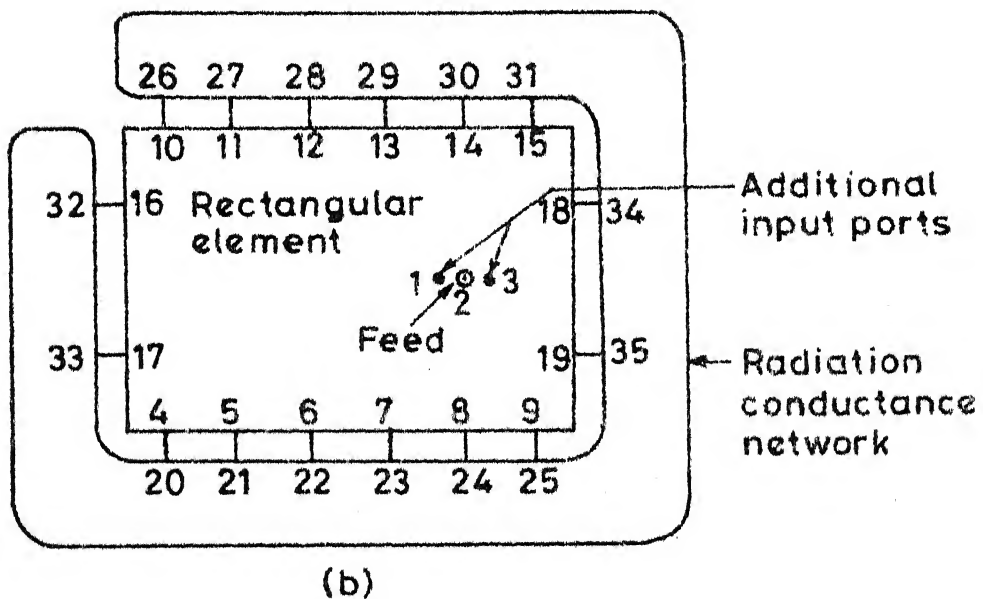 26 27 28 29 30 31
10 11 12 13 14 15
32 16 Rectangular 18 34 Additional
element input ports
1 2 3
Feed
33 17 19 35 Radiation
conductance
network
4 5 6 7 8 9
20 21 22 23 24 25
(b)